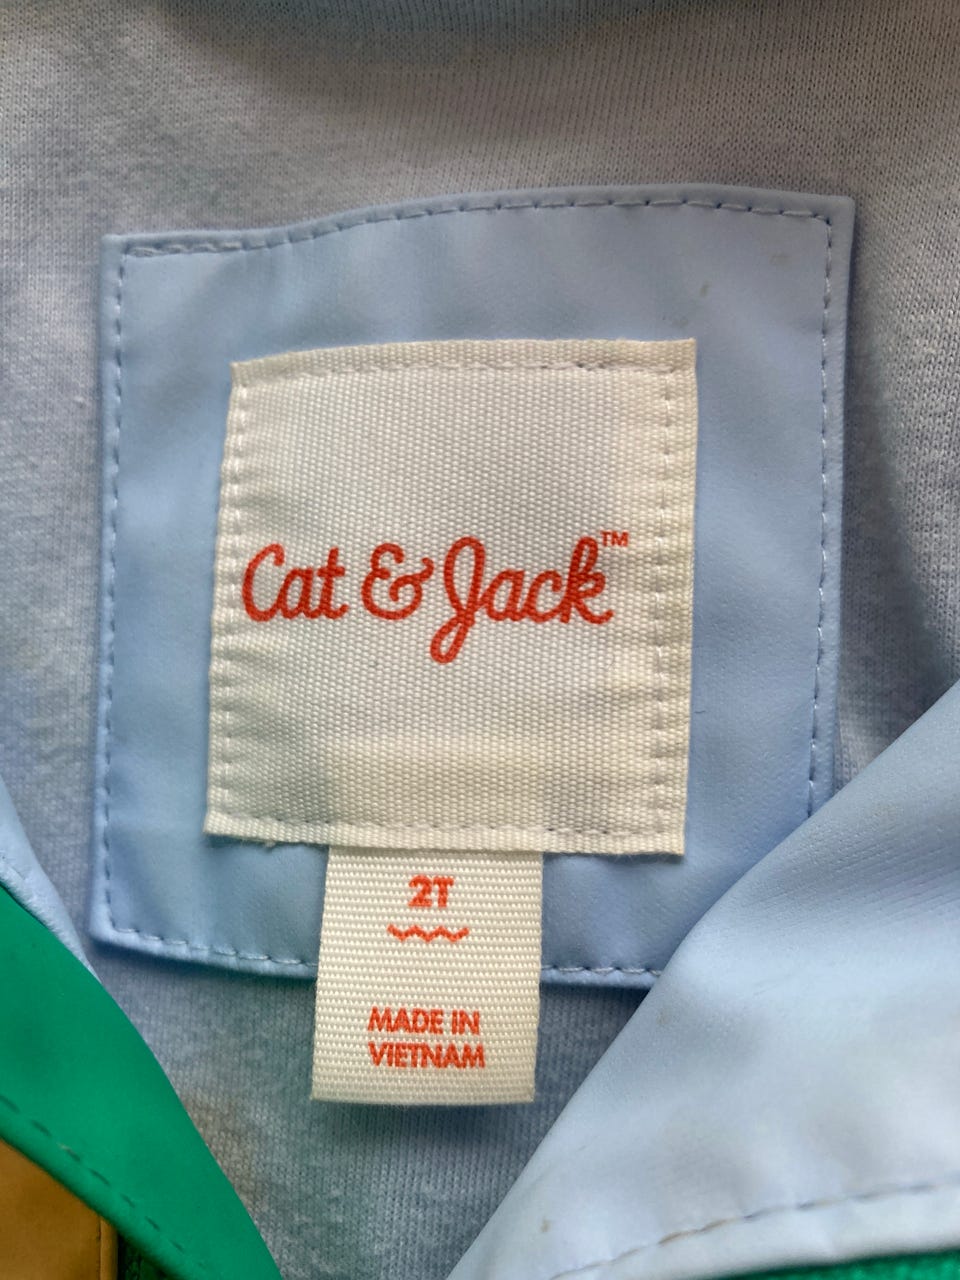 Cat & Jack™
2T
MADE IN
VIETNAM